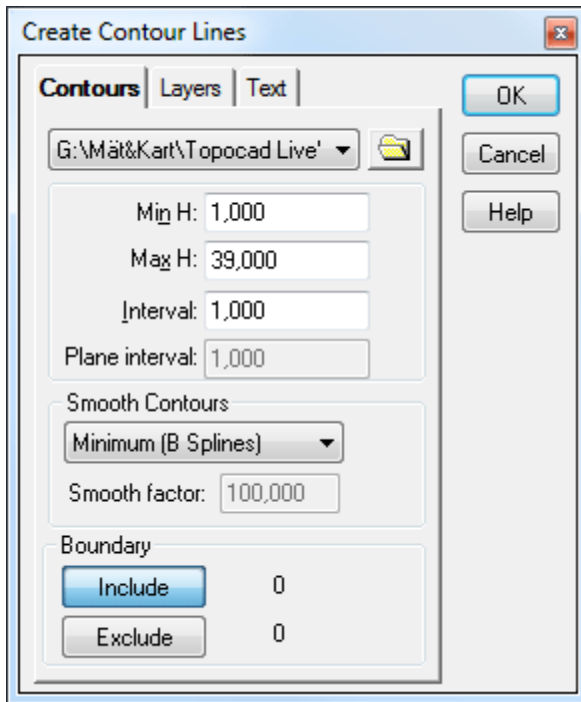 Create Contour Lines
Contours Layers Text
OK
G:\Mät&Kart\Topocad Live'
Cancel
Min H: 1,000
Help
Max H: 39,000
Interval: 1,000
Plane interval: 1,000
Smooth Contours
Minimum (B Splines)
Smooth factor: 100,000
Boundary
Include 0
Exclude 0